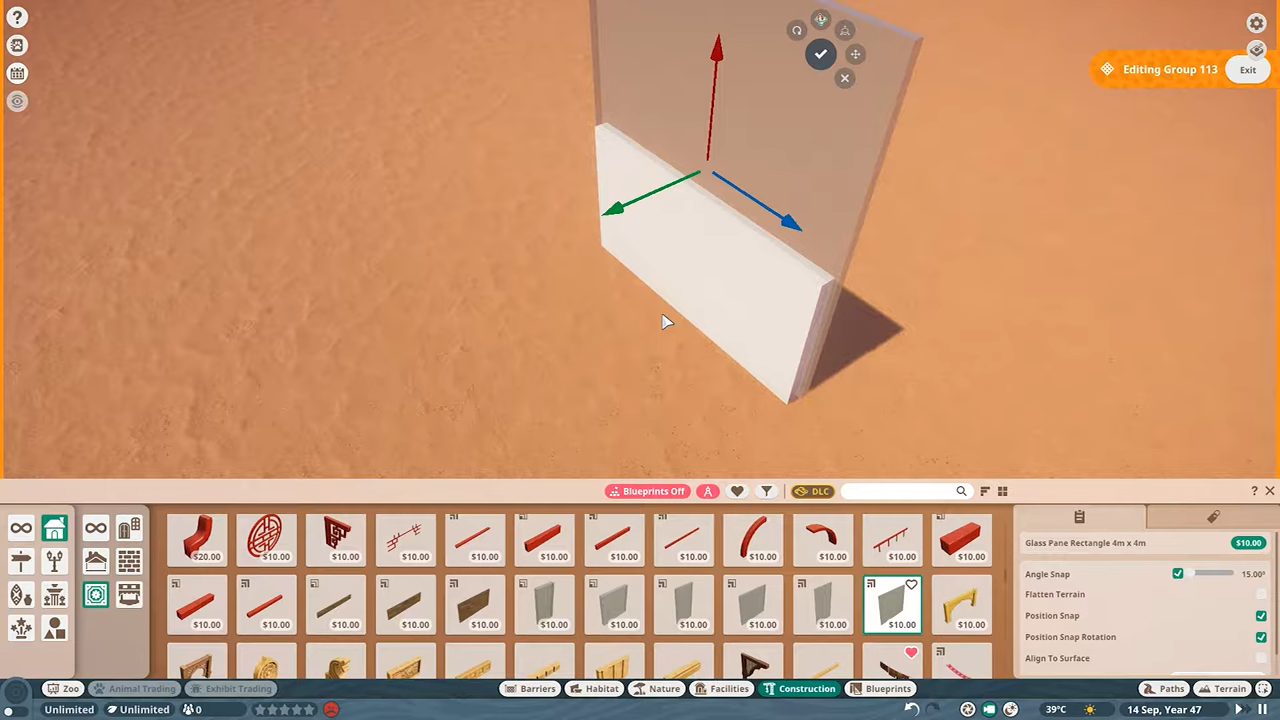 ?
Editing Group 113
Exit
Blueprints Off
DLC
?
$20.00 $10.00 $10.00 $10.00 $10.00 $10.00 $10.00 $10.00 $10.00 $10.00 $10.00 $10.00
$10.00 $10.00 $10.00 $10.00 $10.00 $10.00 $10.00 $10.00 $10.00 $10.00 $10.00 $10.00
Glass Pane Rectangle 4m x 4m $10.00
Angle Snap 15.00°
Flatten Terrain
Position Snap
Position Snap Rotation
Align To Surface
Zoo Animal Trading Exhibit Trading Barriers Habitat Nature Facilities Construction Blueprints Paths Terrain
Unlimited Unlimited 0 39°C 14 Sep, Year 47